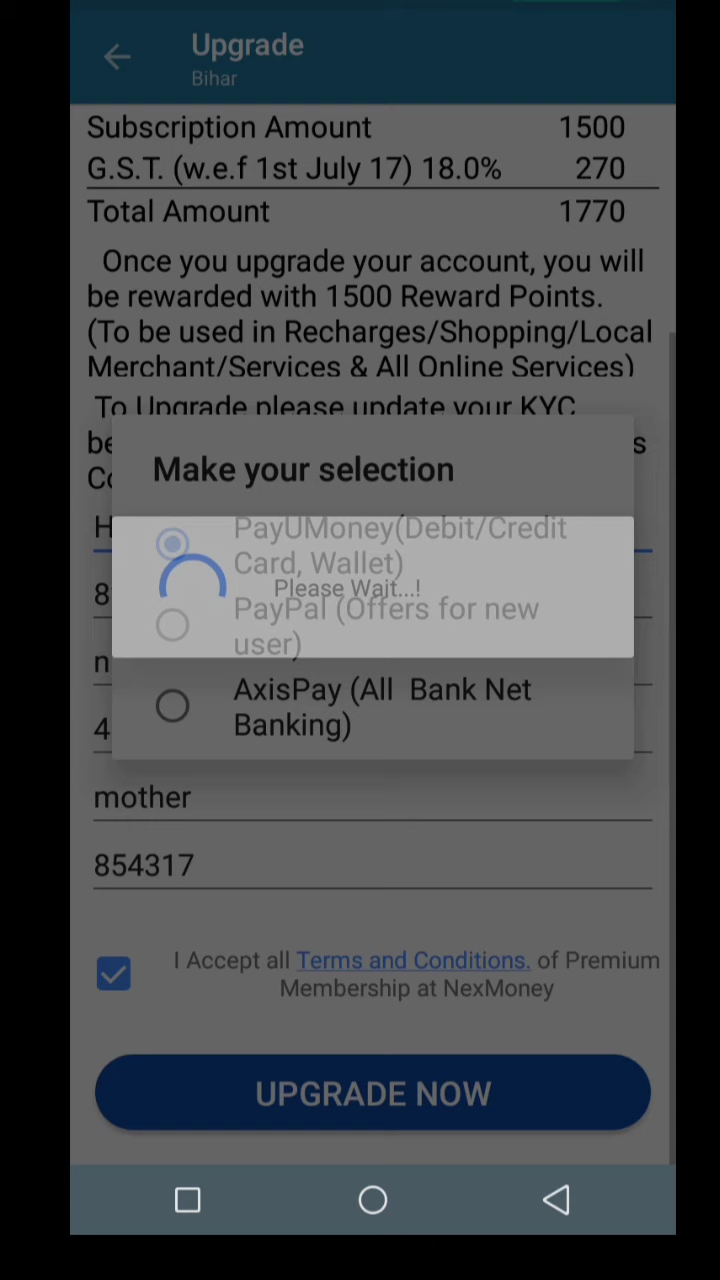 Upgrade
Bihar
Subscription Amount 1500
G.S.T. (w.e.f 1st July 17) 18.0% 270
Total Amount 1770
Once you upgrade your account, you will
be rewarded with 1500 Reward Points.
(To be used in Recharges/Shopping/Local
Merchant/Services & All Online Services)
To Upgrade please update your KYC
be s
Co
Make your selection
H
PayUMoney(Debit/Credit
Card, Wallet)
8
Please Wait...!
PayPal (Offers for new
user)
n
AxisPay (All Bank Net
Banking)
4
mother
854317
I Accept all Terms and Conditions. of Premium
Membership at NexMoney
UPGRADE NOW